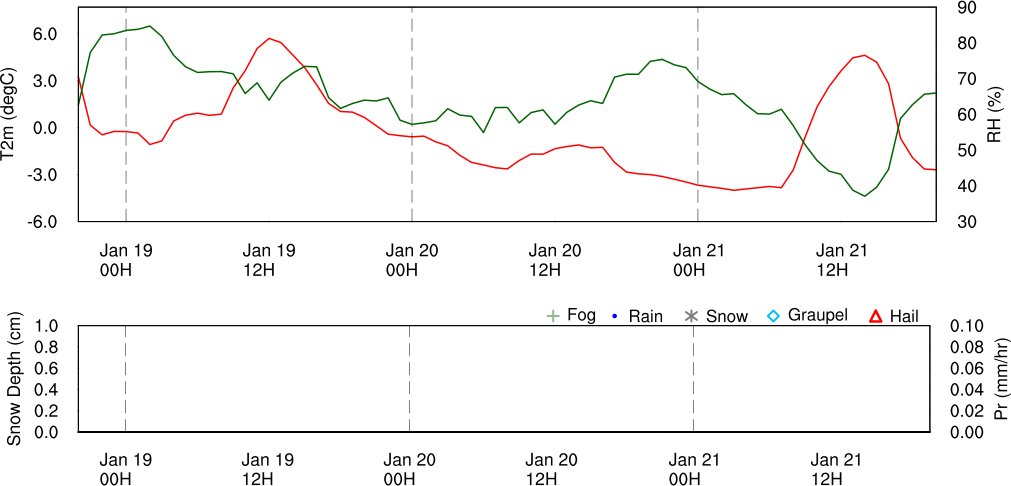 90
6.0
80
3.0
70
T2m (degC)
0.0
60
RH (%)
50
-3.0
40
-6.0
30
Jan 19 Jan 19 Jan 20 Jan 20 Jan 21 Jan 21
00H 12H 00H 12H 00H 12H
Fog Rain Snow Graupel Hail
1.0 0.10
0.8 0.08
0.6 0.06
Snow Depth (cm)
Pr (mm/hr)
0.4 0.04
0.2 0.02
0.0 0.00
Jan 19 Jan 19 Jan 20 Jan 20 Jan 21 Jan 21
00H 12H 00H 12H 00H 12H